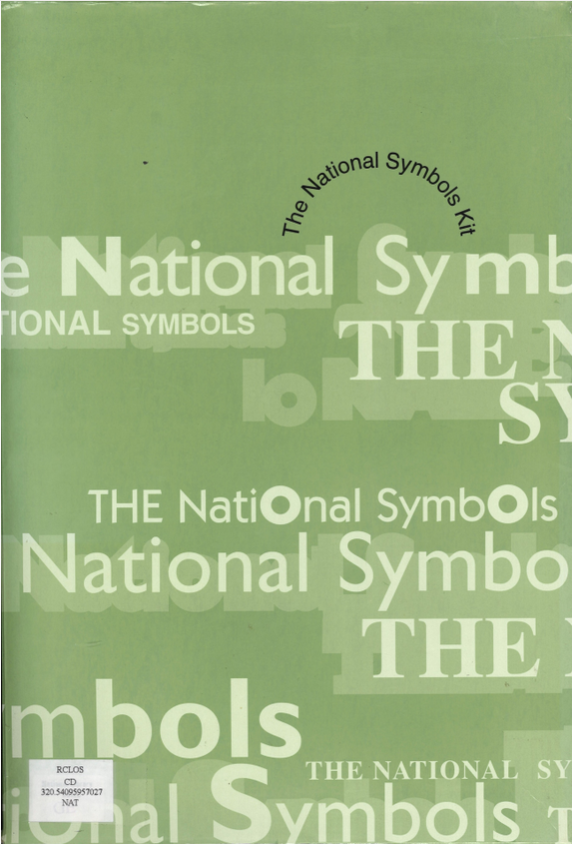 The National Symbols Kit
e National Symb
TIONAL SYMBOLS
THE N
SY
THE NatiOnal SymbOls
National Symbo
THE
mbols
THE NATIONAL SY
ional Symbols T
RCLOS
CD
320.54095957027
NAT